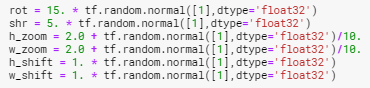 rot = 15. * tf.random.normal([1],dtype='float32')
shr = 5. * tf.random.normal([1],dtype='float32')
h_zoom = 2.0 + tf.random.normal([1],dtype='float32')/10.
w_zoom = 2.0 + tf.random.normal([1],dtype='float32')/10.
h_shift = 1. * tf.random.normal([1],dtype='float32')
w_shift = 1. * tf.random.normal([1],dtype='float32')